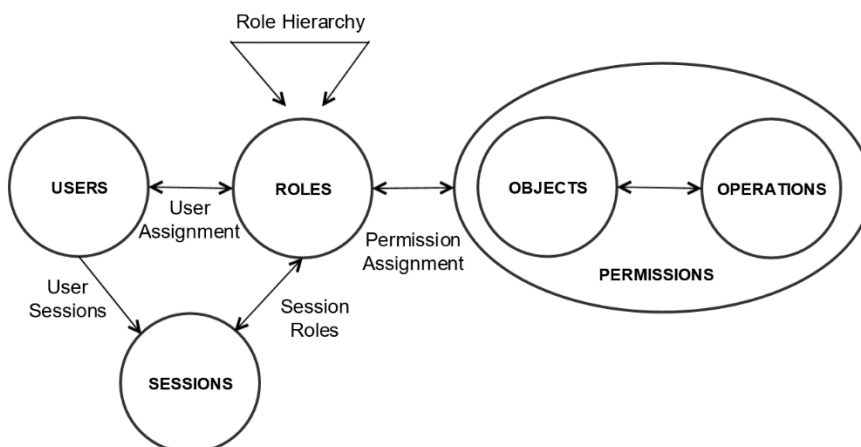 Role Hierarchy
USERS
User
Assignment
ROLES
Permission
Assignment
OBJECTS
OPERATIONS
PERMISSIONS
User
Sessions
Session
Roles
SESSIONS